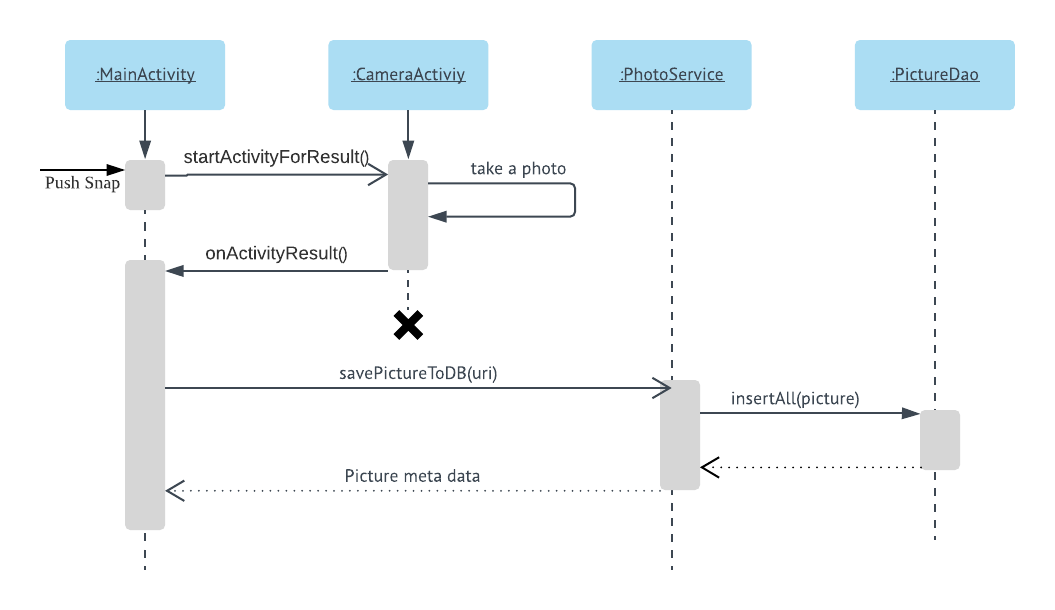 :MainActivity
:CameraActiviy
:PhotoService
:PictureDao
startActivityForResult()
take a photo
Push Snap
onActivityResult()
savePictureToDB(uri)
insertAll(picture)
Picture meta data